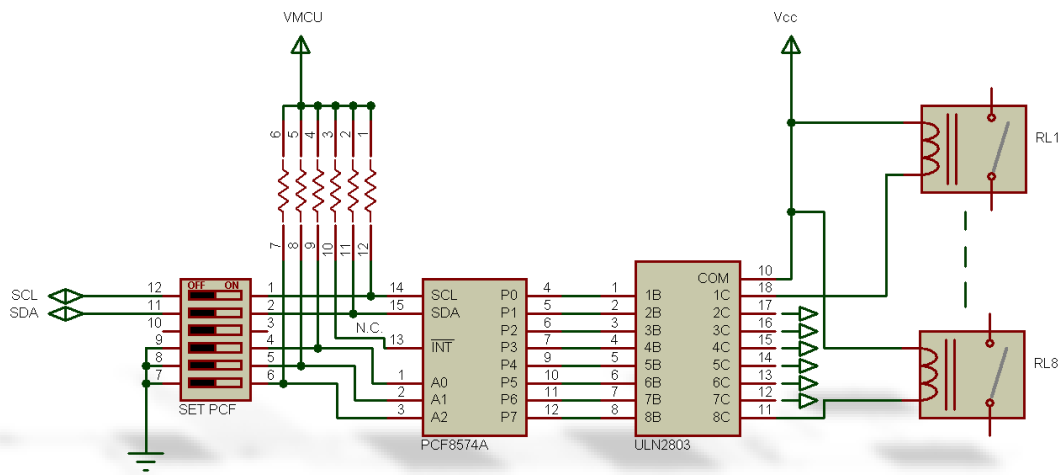 VMCU
Vcc
6 5 4 3 2 1
RL1
7 8 9 10 11 12
COM 10
SCL 12 OFF ON 1 14 SCL P0 4 1 1B 1C 18
SDA 11 2 15 SDA P1 5 2 2B 2C 17
10 3 N.C. P2 6 3 3B 3C 16
9 4 13 INT P3 7 4 4B 4C 15
8 5 P4 9 5 5B 5C 14
7 6 1 A0 P5 10 6 6B 6C 13
2 A1 P6 11 7 7B 7C 12
3 A2 P7 12 8 8B 8C 11
RL8
SET PCF
PCF8574A
ULN2803